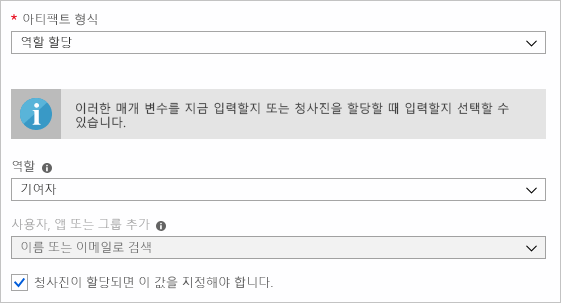 * 아티팩트 형식
역할 할당
이러한 매개 변수를 지금 입력할지 또는 청사진을 할당할 때 입력할지 선택할 수
있습니다.
역할
기여자
사용자, 앱 또는 그룹 추가
이름 또는 이메일로 검색
청사진이 할당되면 이 값을 지정해야 합니다.